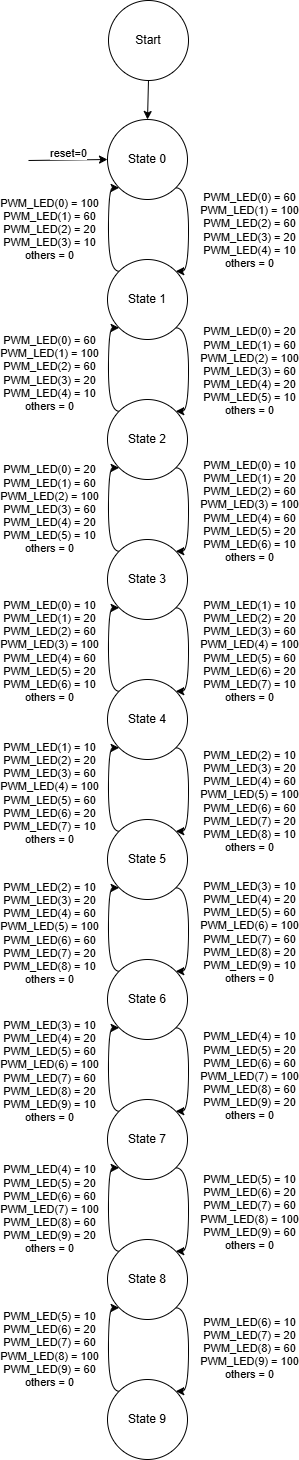 Start
reset=0
State 0
PWM_LED(0) = 100
PWM_LED(1) = 60
PWM_LED(2) = 20
PWM_LED(3) = 10
others = 0
PWM_LED(0) = 60
PWM_LED(1) = 100
PWM_LED(2) = 60
PWM_LED(3) = 20
PWM_LED(4) = 10
others = 0
State 1
PWM_LED(0) = 60
PWM_LED(1) = 100
PWM_LED(2) = 60
PWM_LED(3) = 20
PWM_LED(4) = 10
others = 0
PWM_LED(0) = 20
PWM_LED(1) = 60
PWM_LED(2) = 100
PWM_LED(3) = 60
PWM_LED(4) = 20
PWM_LED(5) = 10
others = 0
State 2
PWM_LED(0) = 20
PWM_LED(1) = 60
PWM_LED(2) = 100
PWM_LED(3) = 60
PWM_LED(4) = 20
PWM_LED(5) = 10
others = 0
PWM_LED(0) = 10
PWM_LED(1) = 20
PWM_LED(2) = 60
PWM_LED(3) = 100
PWM_LED(4) = 60
PWM_LED(5) = 20
PWM_LED(6) = 10
others = 0
State 3
PWM_LED(0) = 10
PWM_LED(1) = 20
PWM_LED(2) = 60
PWM_LED(3) = 100
PWM_LED(4) = 60
PWM_LED(5) = 20
PWM_LED(6) = 10
others = 0
PWM_LED(1) = 10
PWM_LED(2) = 20
PWM_LED(3) = 60
PWM_LED(4) = 100
PWM_LED(5) = 60
PWM_LED(6) = 20
PWM_LED(7) = 10
others = 0
State 4
PWM_LED(1) = 10
PWM_LED(2) = 20
PWM_LED(3) = 60
PWM_LED(4) = 100
PWM_LED(5) = 60
PWM_LED(6) = 20
PWM_LED(7) = 10
others = 0
PWM_LED(2) = 10
PWM_LED(3) = 20
PWM_LED(4) = 60
PWM_LED(5) = 100
PWM_LED(6) = 60
PWM_LED(7) = 20
PWM_LED(8) = 10
others = 0
State 5
PWM_LED(2) = 10
PWM_LED(3) = 20
PWM_LED(4) = 60
PWM_LED(5) = 100
PWM_LED(6) = 60
PWM_LED(7) = 20
PWM_LED(8) = 10
others = 0
PWM_LED(3) = 10
PWM_LED(4) = 20
PWM_LED(5) = 60
PWM_LED(6) = 100
PWM_LED(7) = 60
PWM_LED(8) = 20
PWM_LED(9) = 10
others = 0
State 6
PWM_LED(3) = 10
PWM_LED(4) = 20
PWM_LED(5) = 60
PWM_LED(6) = 100
PWM_LED(7) = 60
PWM_LED(8) = 20
PWM_LED(9) = 10
others = 0
PWM_LED(4) = 10
PWM_LED(5) = 20
PWM_LED(6) = 60
PWM_LED(7) = 100
PWM_LED(8) = 60
PWM_LED(9) = 20
others = 0
State 7
PWM_LED(4) = 10
PWM_LED(5) = 20
PWM_LED(6) = 60
PWM_LED(7) = 100
PWM_LED(8) = 60
PWM_LED(9) = 20
others = 0
PWM_LED(5) = 10
PWM_LED(6) = 20
PWM_LED(7) = 60
PWM_LED(8) = 100
PWM_LED(9) = 60
others = 0
State 8
PWM_LED(5) = 10
PWM_LED(6) = 20
PWM_LED(7) = 60
PWM_LED(8) = 100
PWM_LED(9) = 60
others = 0
PWM_LED(6) = 10
PWM_LED(7) = 20
PWM_LED(8) = 60
PWM_LED(9) = 100
others = 0
State 9